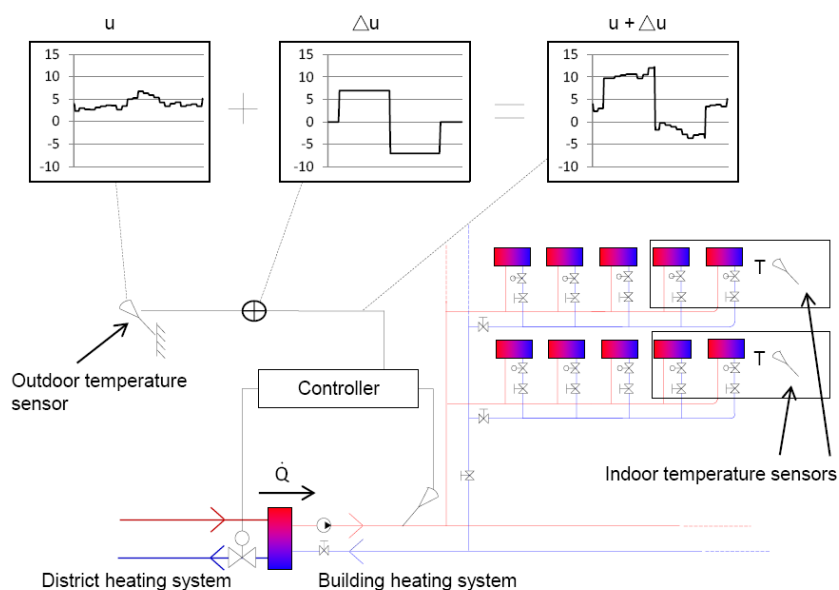 u
△u
u + △u
15
10
5
0
-5
-10
15
10
5
0
-5
-10
15
10
5
0
-5
-10
T
T
Outdoor temperature
sensor
Controller
Indoor temperature sensors
Q̇
District heating system
Building heating system